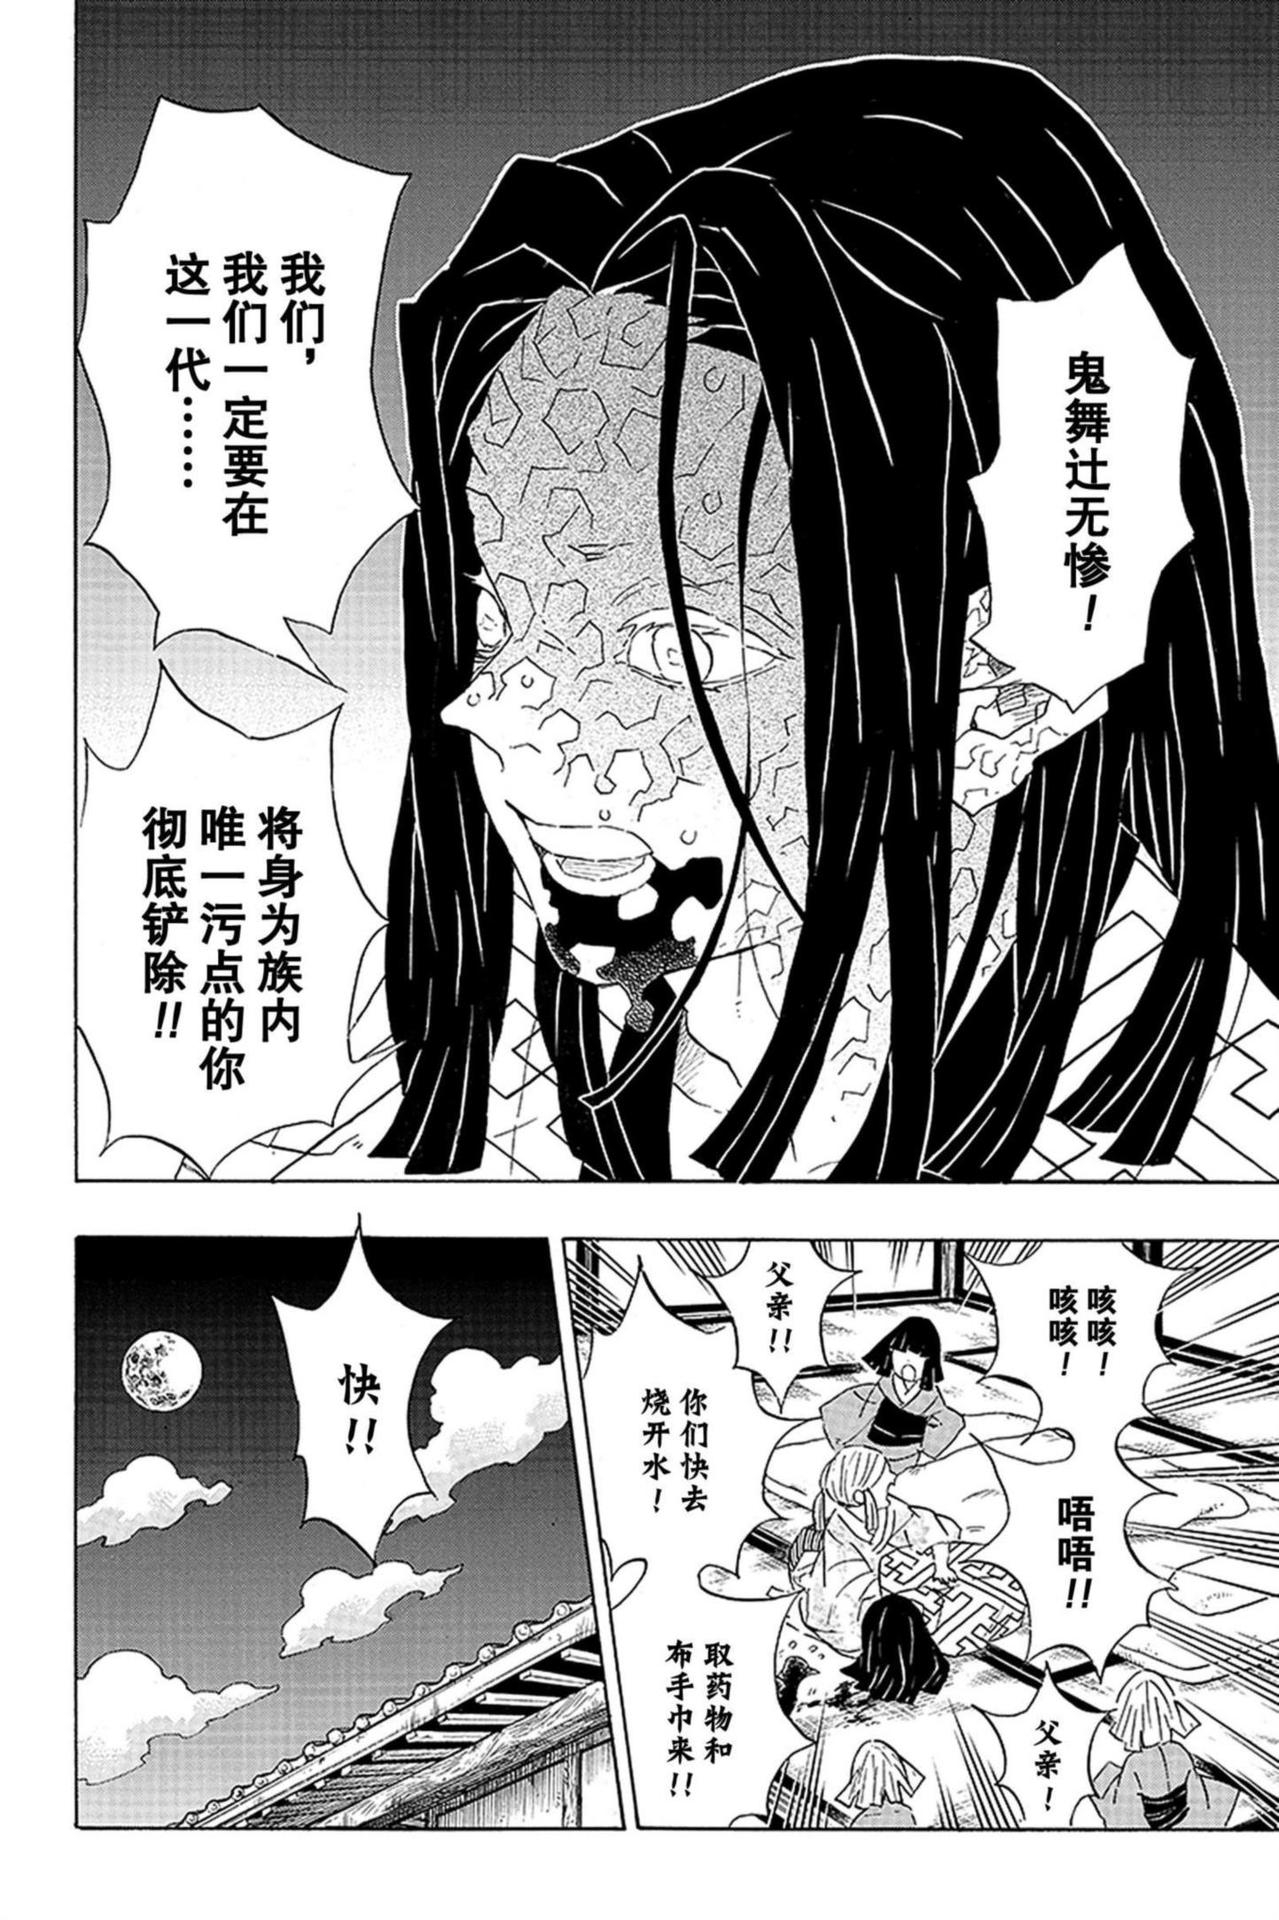 鬼舞辻无惨！
我们，
我们一定要在
这一代……
将身为族内
唯一污点的你
彻底铲除！！
咳咳！
咳咳！
唔唔！！
父亲！！
父亲！
你们快去
烧开水！
取药物和
布手巾来！！
快！！